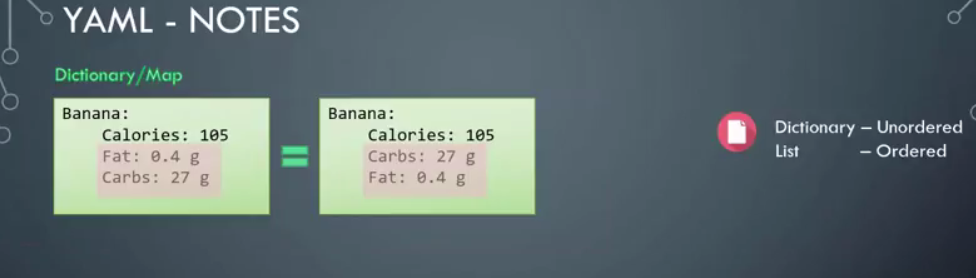 YAML - NOTES
Dictionary/Map
Banana:
Calories: 105
Fat: 0.4 g
Carbs: 27 g
=
Banana:
Calories: 105
Carbs: 27 g
Fat: 0.4 g
Dictionary – Unordered
List – Ordered